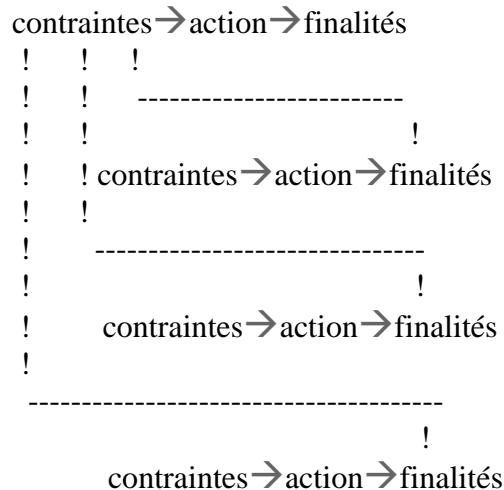 contraintes→action→finalités
! ! !
! ! -------------------------
! ! !
! ! contraintes→action→finalités
! !
! -------------------------------
! !
! contraintes→action→finalités
!
---------------------------------------
!
contraintes→action→finalités